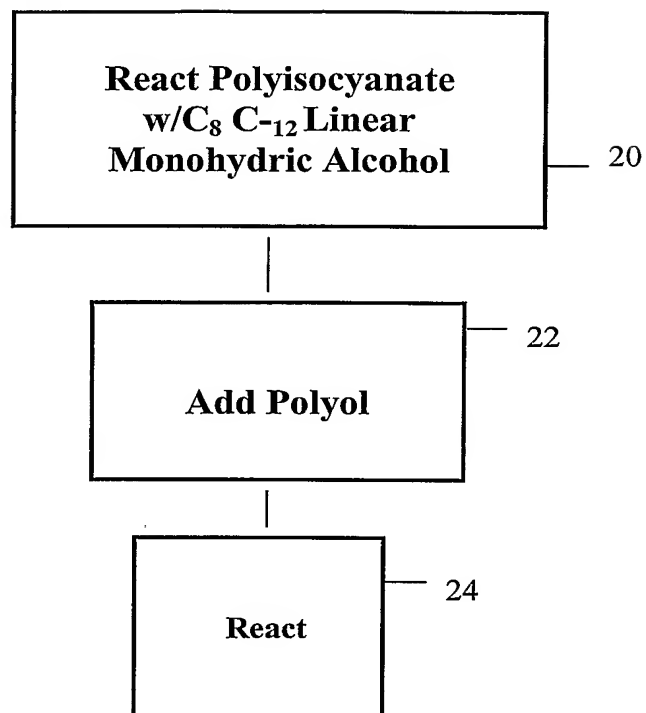 React Polyisocyanate
w/C₈ C-₁₂ Linear
Monohydric Alcohol
20
22
Add Polyol
24
React